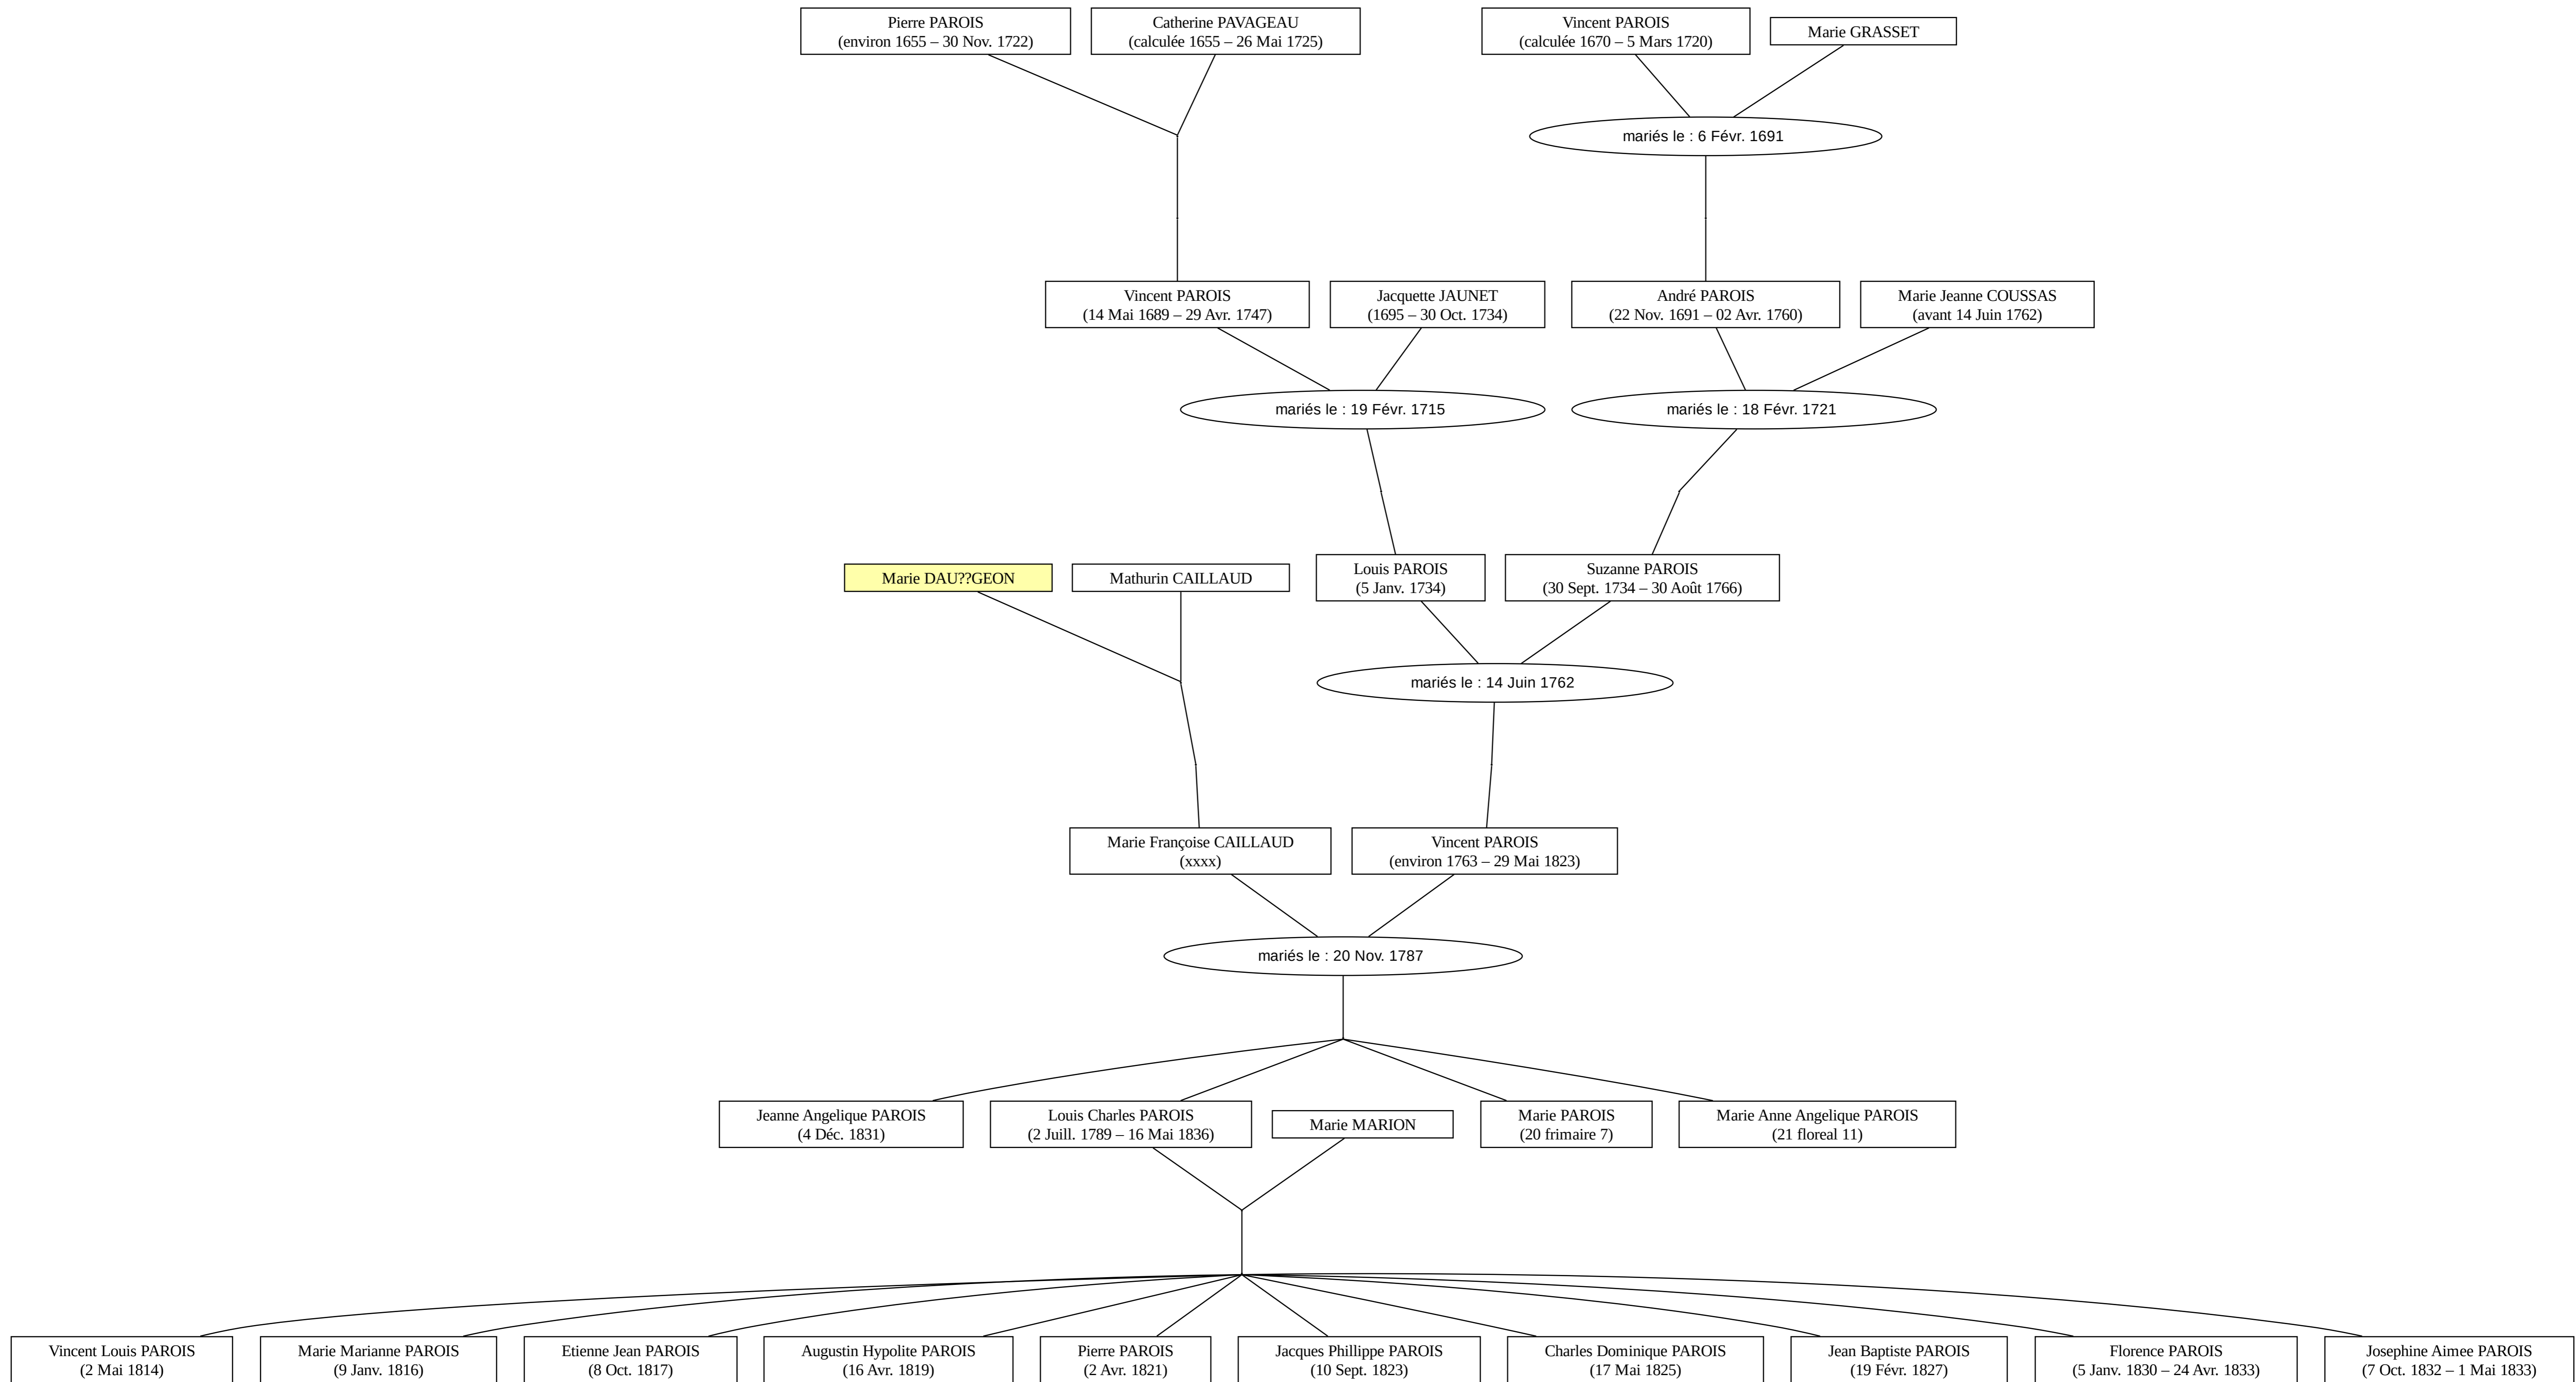 Pierre PAROIS
(environ 1655 – 30 Nov. 1722)
Catherine PAVAGEAU
(calculée 1655 – 26 Mai 1725)
Vincent PAROIS
(calculée 1670 – 5 Mars 1720)
Marie GRASSET
mariés le : 6 Févr. 1691
Vincent PAROIS
(14 Mai 1689 – 29 Avr. 1747)
Jacquette JAUNET
(1695 – 30 Oct. 1734)
André PAROIS
(22 Nov. 1691 – 02 Avr. 1760)
Marie Jeanne COUSSAS
(avant 14 Juin 1762)
mariés le : 19 Févr. 1715
mariés le : 18 Févr. 1721
Marie DAU??GEON
Mathurin CAILLAUD
Louis PAROIS
(5 Janv. 1734)
Suzanne PAROIS
(30 Sept. 1734 – 30 Août 1766)
mariés le : 14 Juin 1762
Marie Françoise CAILLAUD
(xxxx)
Vincent PAROIS
(environ 1763 – 29 Mai 1823)
mariés le : 20 Nov. 1787
Jeanne Angelique PAROIS
(4 Déc. 1831)
Louis Charles PAROIS
(2 Juill. 1789 – 16 Mai 1836)
Marie MARION
Marie PAROIS
(20 frimaire 7)
Marie Anne Angelique PAROIS
(21 floreal 11)
Vincent Louis PAROIS
(2 Mai 1814)
Marie Marianne PAROIS
(9 Janv. 1816)
Etienne Jean PAROIS
(8 Oct. 1817)
Augustin Hypolite PAROIS
(16 Avr. 1819)
Pierre PAROIS
(2 Avr. 1821)
Jacques Phillippe PAROIS
(10 Sept. 1823)
Charles Dominique PAROIS
(17 Mai 1825)
Jean Baptiste PAROIS
(19 Févr. 1827)
Florence PAROIS
(5 Janv. 1830 – 24 Avr. 1833)
Josephine Aimee PAROIS
(7 Oct. 1832 – 1 Mai 1833)